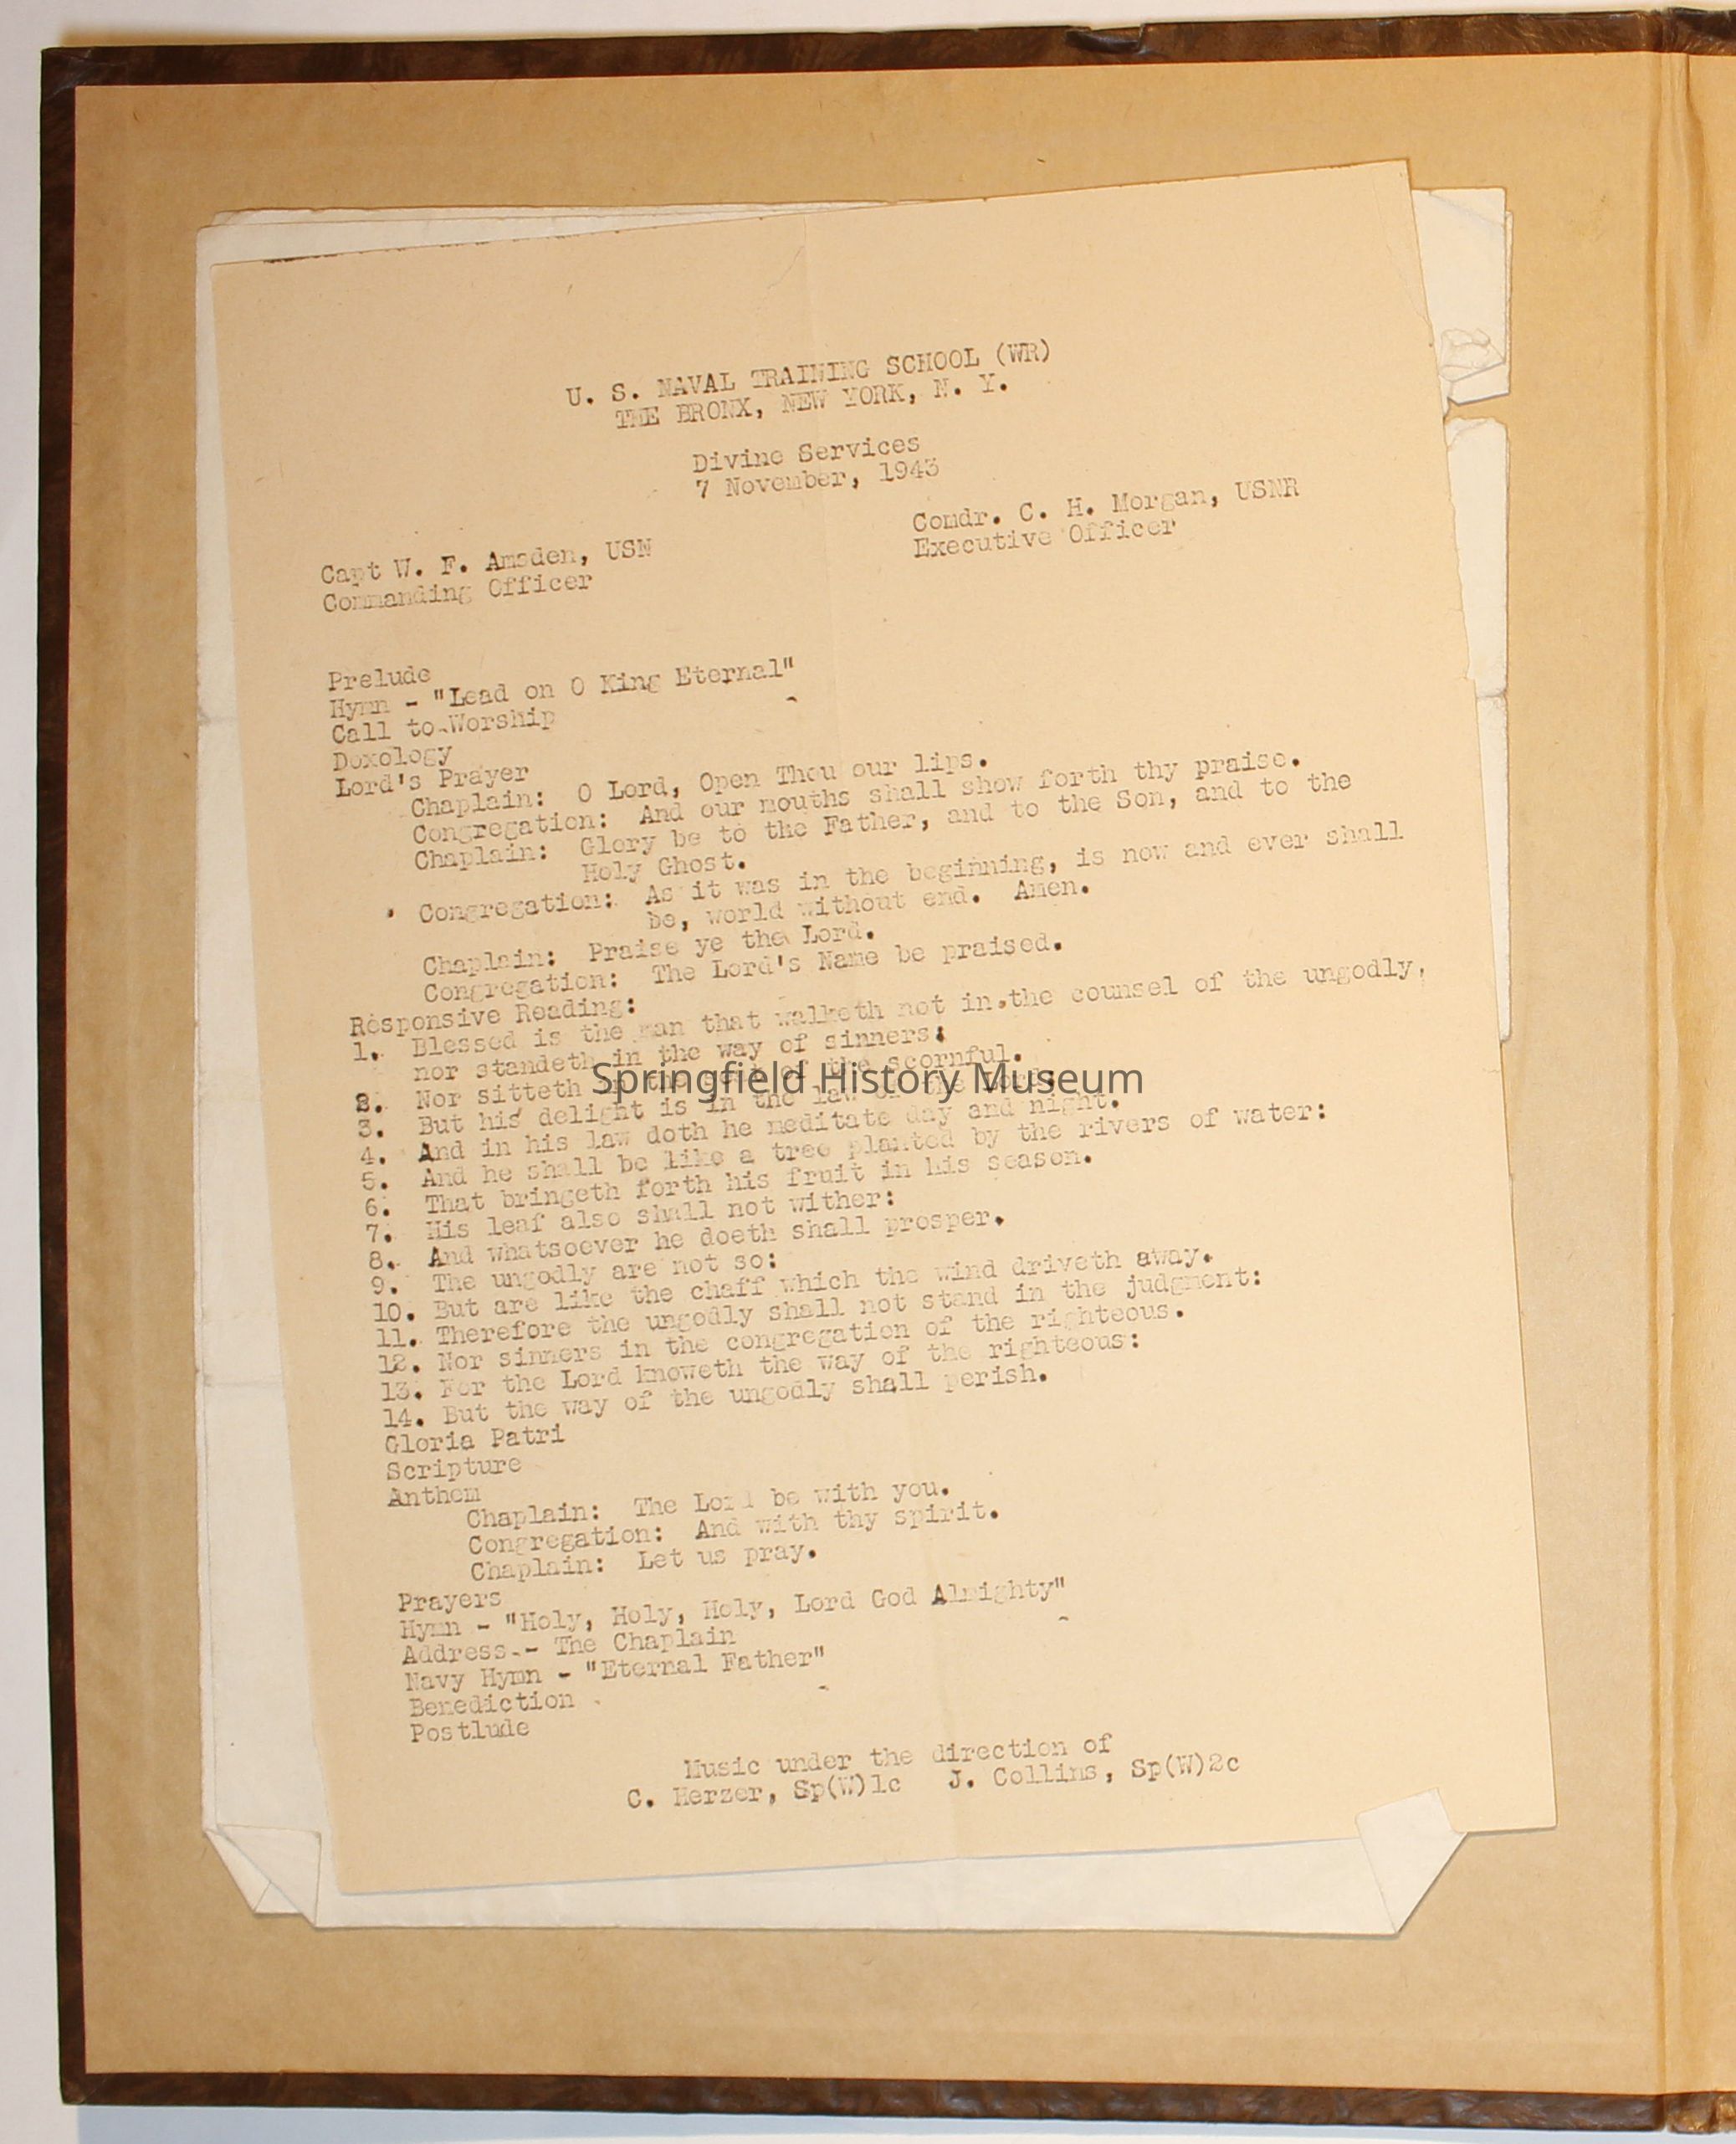 U. S. NAVAL TRAINING SCHOOL (WR)
THE BRONX, NEW YORK, N. Y.
Divine Services
7 November, 1943
Comdr. C. H. Morgan, USNR
Executive Officer
Capt W. F. Amsden, USN
Commanding Officer
Prelude
Hymn - "Lead on O King Eternal"
Call to Worship
Doxology
Lord's Prayer
Chaplain: O Lord, Open Thou our lips.
Congregation: And our mouths shall show forth thy praise.
Chaplain: Glory be to the Father, and to the Son, and to the
Holy Ghost.
Congregation: As it was in the beginning, is now and ever shall
be, world without end. Amen.
Chaplain: Praise ye the Lord.
Congregation: The Lord's Name be praised.
Responsive Reading:
1. Blessed is the man that walketh not in the counsel of the ungodly,
nor standeth in the way of sinners:
2. Nor sitteth in the seat of the scornful.
3. But his delight is in the law of the Lord:
4. And in his law doth he meditate day and night.
5. And he shall be like a tree planted by the rivers of water:
6. That bringeth forth his fruit in his season.
7. His leaf also shall not wither:
8. And whatsoever he doeth shall prosper.
9. The ungodly are not so:
10. But are like the chaff which the wind driveth away.
11. Therefore the ungodly shall not stand in the judgment:
12. Nor sinners in the congregation of the righteous.
13. For the Lord knoweth the way of the righteous:
14. But the way of the ungodly shall perish.
Gloria Patri
Scripture
Anthem
Chaplain: The Lord be with you.
Congregation: And with thy spirit.
Chaplain: Let us pray.
Prayers
Hymn - "Holy, Holy, Holy, Lord God Almighty"
Address - The Chaplain
Navy Hymn - "Eternal Father"
Benediction
Postlude
Music under the direction of
C. Herzer, Sp(W)1c J. Collins, Sp(W)2c
Springfield History Museum